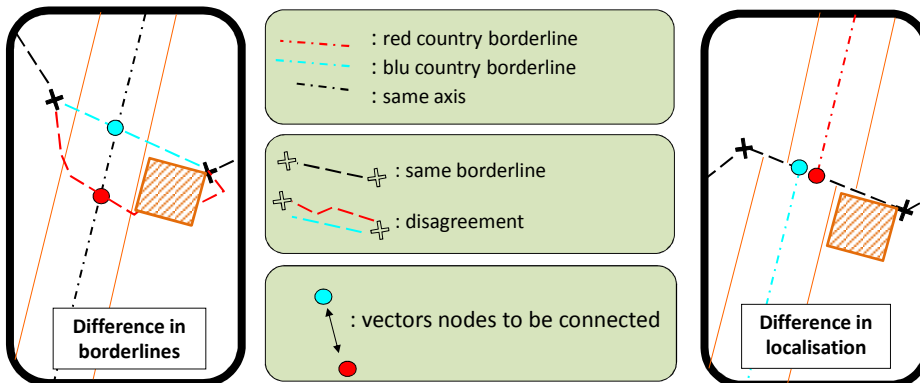 : red country borderline
: blu country borderline
: same axis
: same borderline
: disagreement
: vectors nodes to be connected
Difference in
borderlines
Difference in
localisation